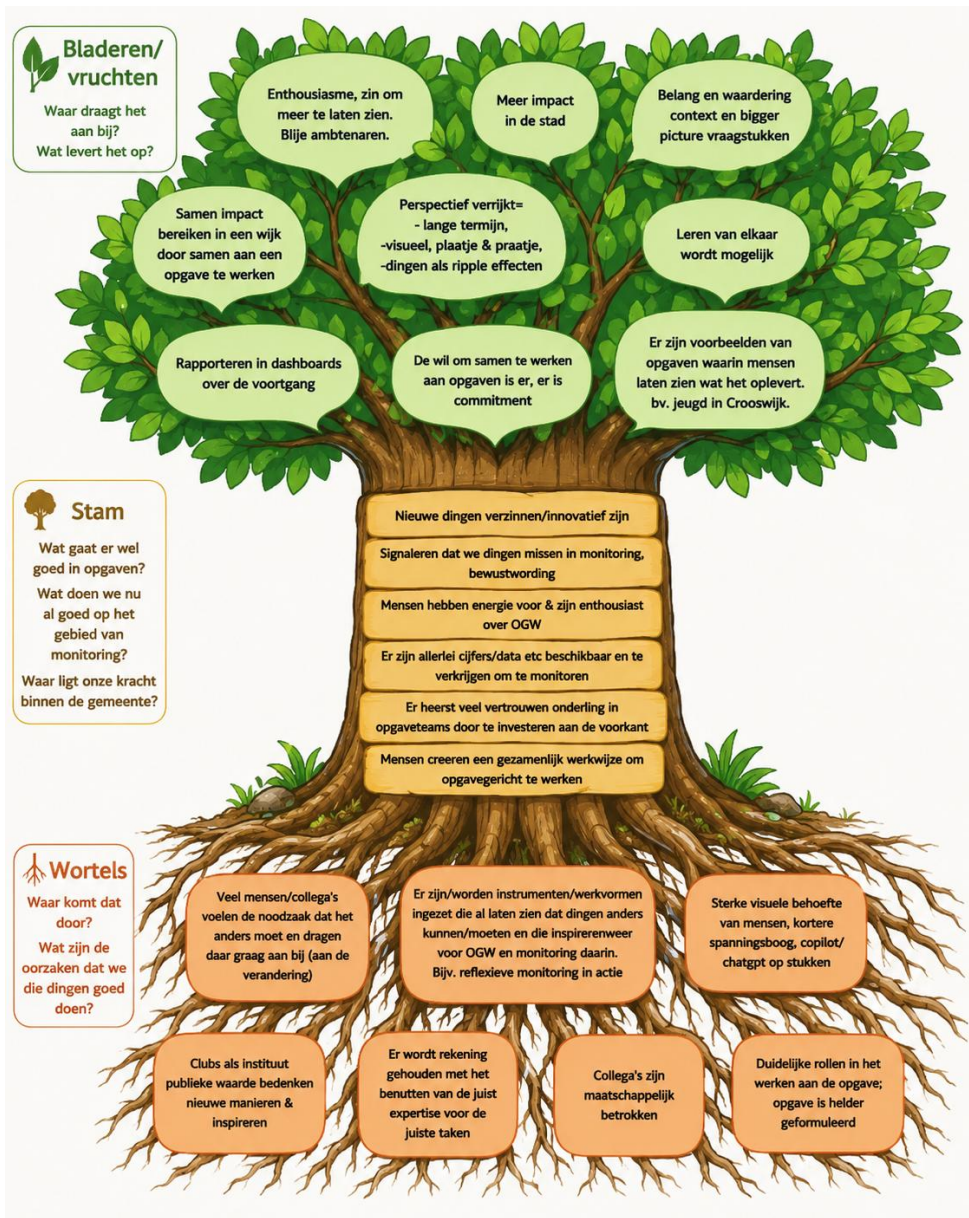 Bladeren/
vruchten
Waar draagt het
aan bij?
Wat levert het op?
Enthousiasme, zin om
meer te laten zien.
Blije ambtenaren.
Meer impact
in de stad
Belang en waardering
context en bigger
picture vraagstukken
Samen impact
bereiken in een wijk
door samen aan een
opgave te werken
Perspectief verrijkt=
- lange termijn,
-visueel, plaatje & praatje,
-dingen als ripple effecten
Leren van elkaar
wordt mogelijk
Rapporteren in dashboards
over de voortgang
De wil om samen te werken
aan opgaven is er, er is
commitment
Er zijn voorbeelden van
opgaven waarin mensen
laten zien wat het oplevert.
bv. jeugd in Crooswijk.
Stam
Wat gaat er wel
goed in opgaven?
Wat doen we nu
al goed op het
gebied van
monitoring?
Waar ligt onze kracht
binnen de gemeente?
Nieuwe dingen verzinnen/innovatief zijn
Signaleren dat we dingen missen in monitoring,
bewustwording
Mensen hebben energie voor & zijn enthousiast
over OGW
Er zijn allerlei cijfers/data etc beschikbaar en te
verkrijgen om te monitoren
Er heerst veel vertrouwen onderling in
opgaveteams door te investeren aan de voorkant
Mensen creeren een gezamenlijk werkwijze om
opgavegericht te werken
Wortels
Waar komt dat
door?
Wat zijn de
oorzaken dat we
die dingen goed
doen?
Veel mensen/collega's
voelen de noodzaak dat het
anders moet en dragen
daar graag aan bij (aan de
verandering)
Er zijn/worden instrumenten/werkvormen
ingezet die al laten zien dat dingen anders
kunnen/moeten en die inspirerenweer
voor OGW en monitoring daarin.
Bijv. reflexieve monitoring in actie
Sterke visuele behoefte
van mensen, kortere
spanningsboog, copilot/
chatgpt op stukken
Clubs als instituut
publieke waarde bedenken
nieuwe manieren &
inspireren
Er wordt rekening
gehouden met het
benutten van de juist
expertise voor de
juiste taken
Collega's zijn
maatschappelijk
betrokken
Duidelijke rollen in het
werken aan de opgave;
opgave is helder
geformuleerd